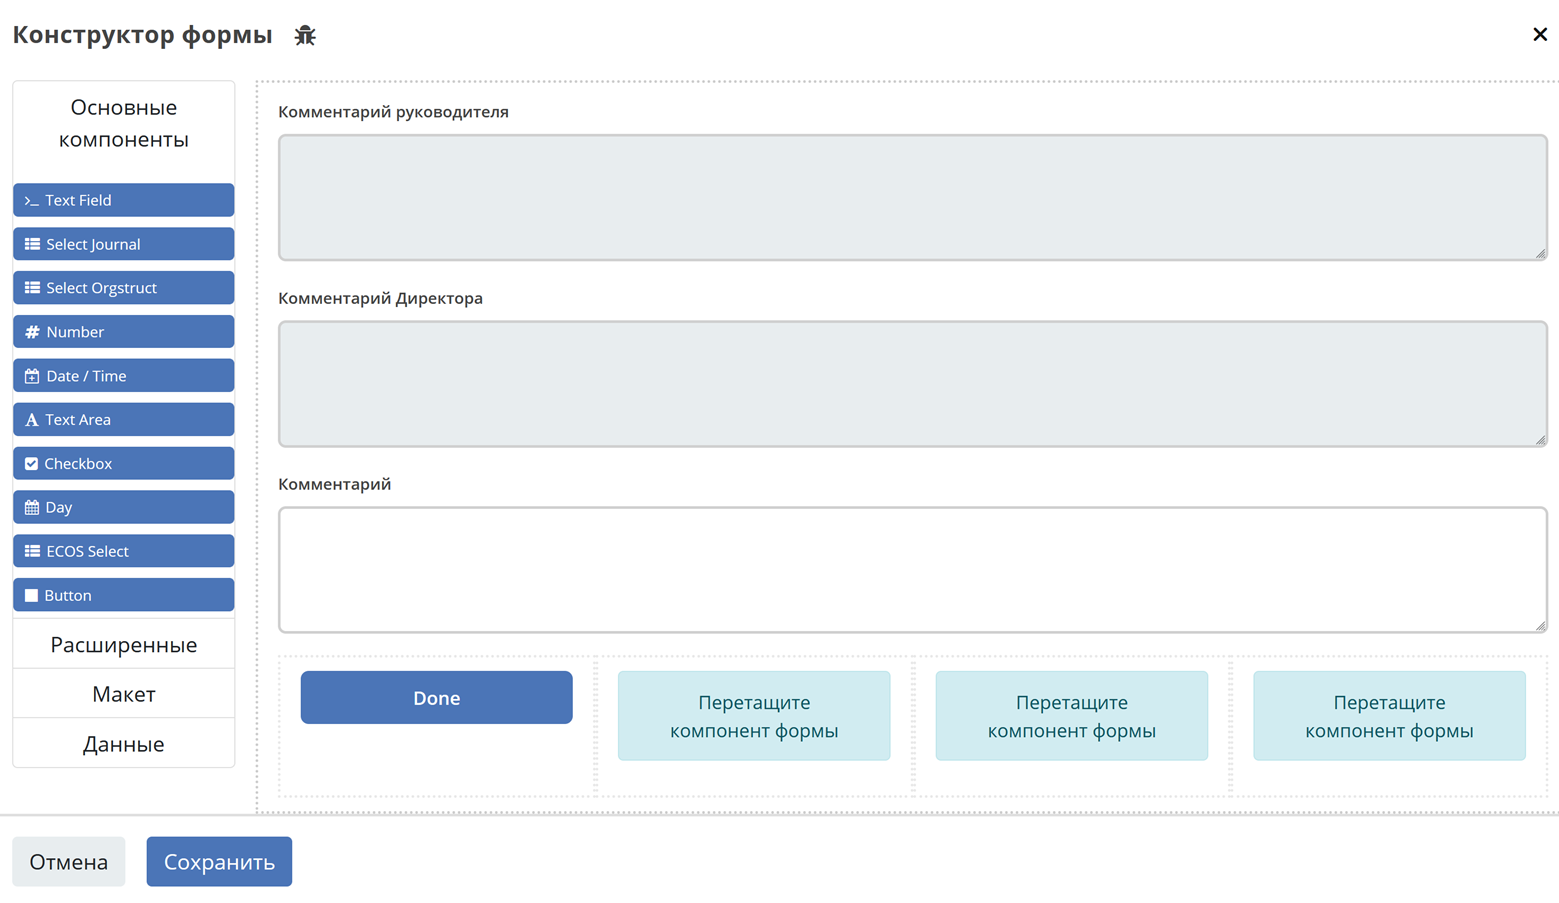 Конструктор формы
Основные
компоненты
Text Field
Select Journal
Select Orgstruct
Number
Date / Time
Text Area
Checkbox
Day
ECOS Select
Button
Расширенные
Макет
Данные
Комментарий руководителя
Комментарий Директора
Комментарий
Done
Перетащите
компонент формы
Перетащите
компонент формы
Перетащите
компонент формы
Отмена
Сохранить